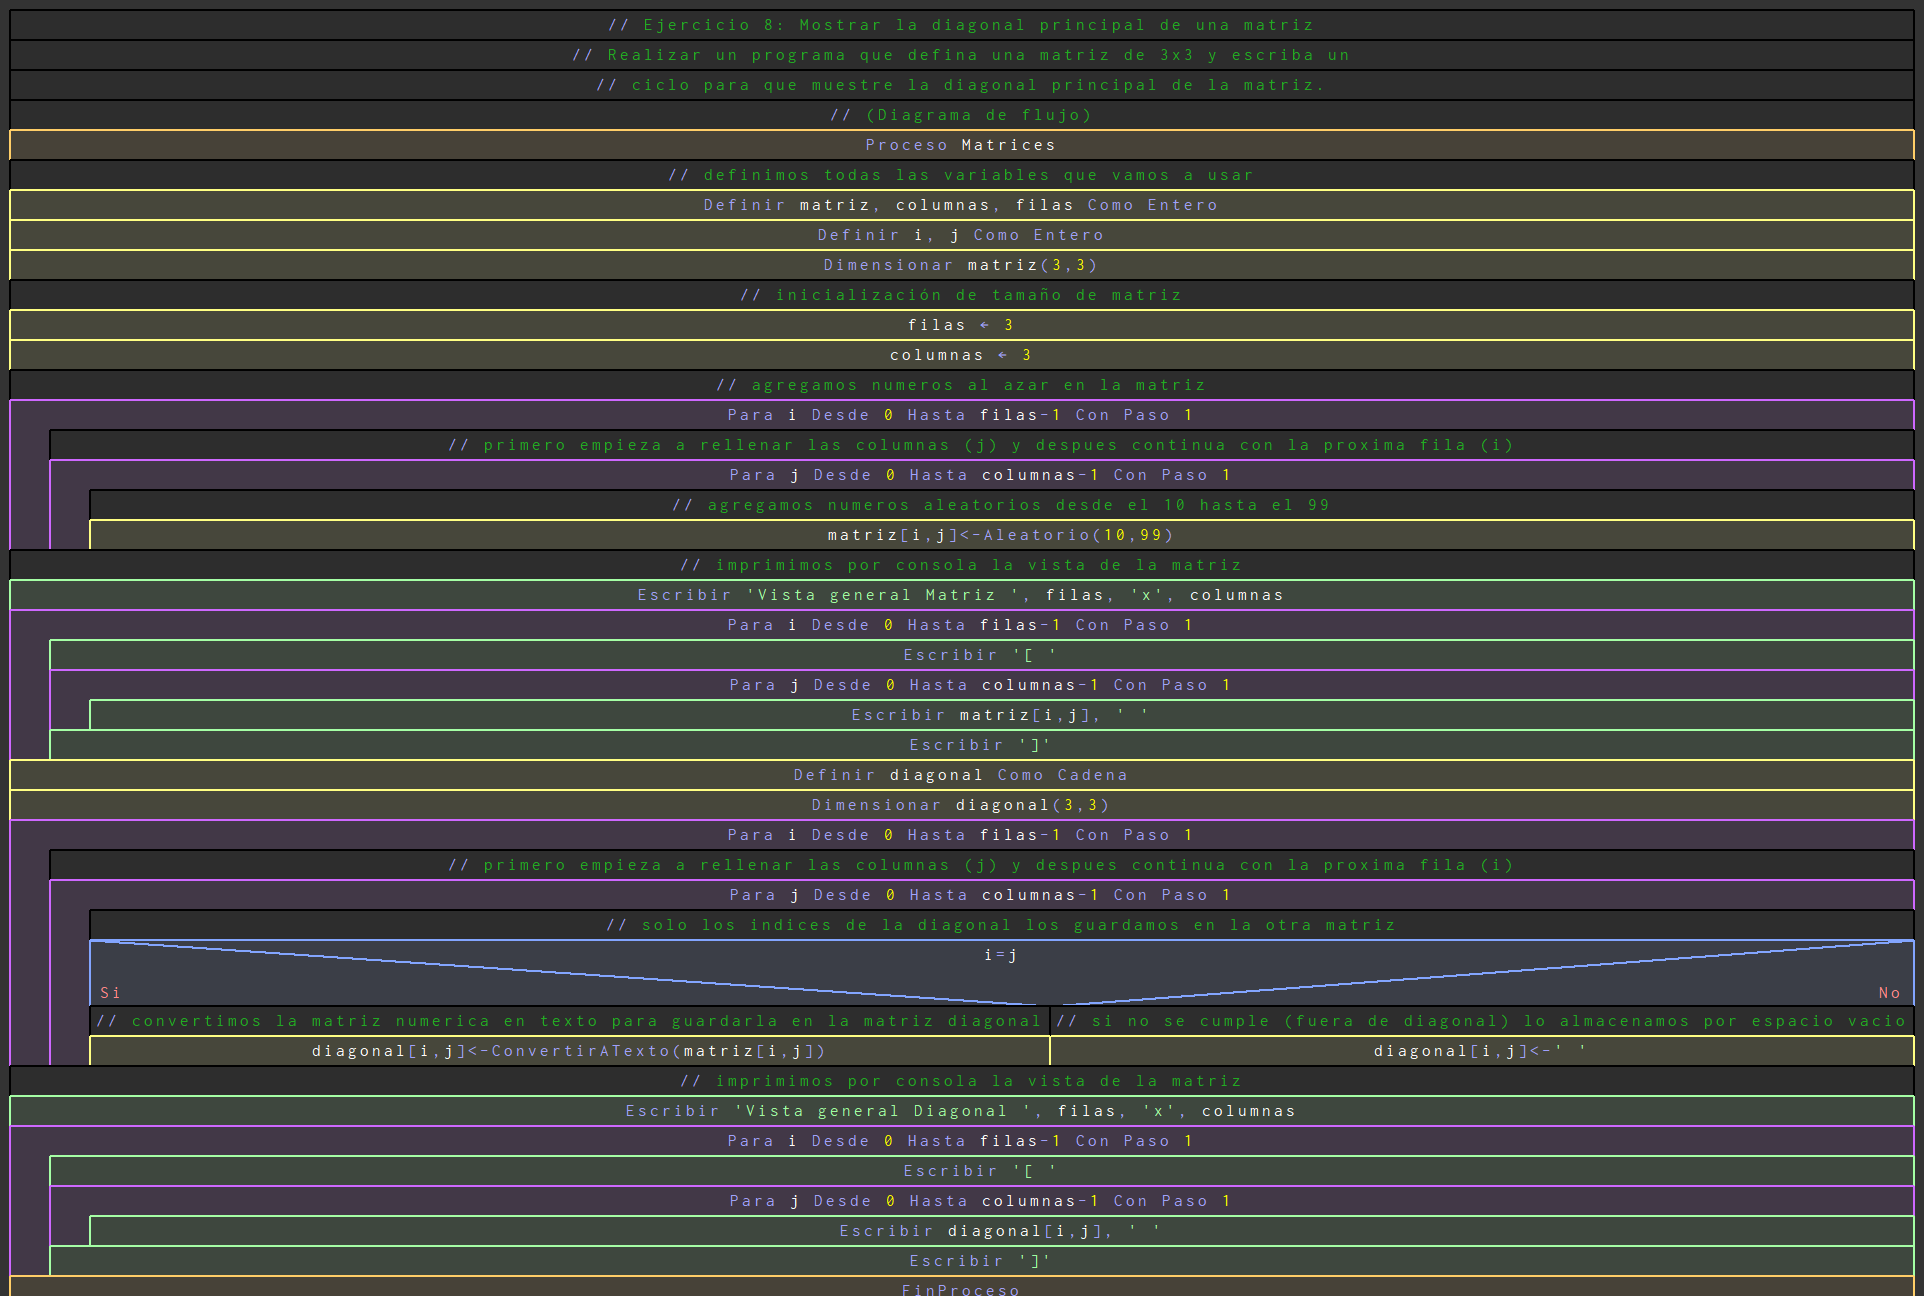 // Ejercicio 8: Mostrar la diagonal principal de una matriz
// Realizar un programa que defina una matriz de 3x3 y escriba un
// ciclo para que muestre la diagonal principal de la matriz.
// (Diagrama de flujo)
Proceso Matrices
// definimos todas las variables que vamos a usar
Definir matriz, columnas, filas Como Entero
Definir i, j Como Entero
Dimensionar matriz(3,3)
// inicialización de tamaño de matriz
filas ← 3
columnas ← 3
// agregamos numeros al azar en la matriz
Para i Desde 0 Hasta filas-1 Con Paso 1
// primero empieza a rellenar las columnas (j) y despues continua con la proxima fila (i)
Para j Desde 0 Hasta columnas-1 Con Paso 1
// agregamos numeros aleatorios desde el 10 hasta el 99
matriz[i,j]<-Aleatorio(10,99)
// imprimimos por consola la vista de la matriz
Escribir 'Vista general Matriz ', filas, 'x', columnas
Para i Desde 0 Hasta filas-1 Con Paso 1
Escribir '[ '
Para j Desde 0 Hasta columnas-1 Con Paso 1
Escribir matriz[i,j], ' '
Escribir ']'
Definir diagonal Como Cadena
Dimensionar diagonal(3,3)
Para i Desde 0 Hasta filas-1 Con Paso 1
// primero empieza a rellenar las columnas (j) y despues continua con la proxima fila (i)
Para j Desde 0 Hasta columnas-1 Con Paso 1
// solo los indices de la diagonal los guardamos en la otra matriz
i=j
Si No
// convertimos la matriz numerica en texto para guardarla en la matriz diagonal // si no se cumple (fuera de diagonal) lo almacenamos por espacio vacio
diagonal[i,j]<-ConvertirATexto(matriz[i,j]) diagonal[i,j]<-' '
// imprimimos por consola la vista de la matriz
Escribir 'Vista general Diagonal ', filas, 'x', columnas
Para i Desde 0 Hasta filas-1 Con Paso 1
Escribir '[ '
Para j Desde 0 Hasta columnas-1 Con Paso 1
Escribir diagonal[i,j], ' '
Escribir ']'
FinProceso